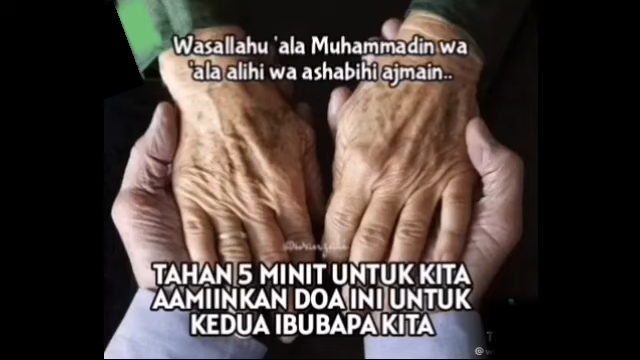 Wasallahu 'ala Muhammadin wa
'ala alihi wa ashabihi ajmain..
TAHAN 5 MINIT UNTUK KITA
AAMIINKAN DOA INI UNTUK
KEDUA IBUBAPA KITA